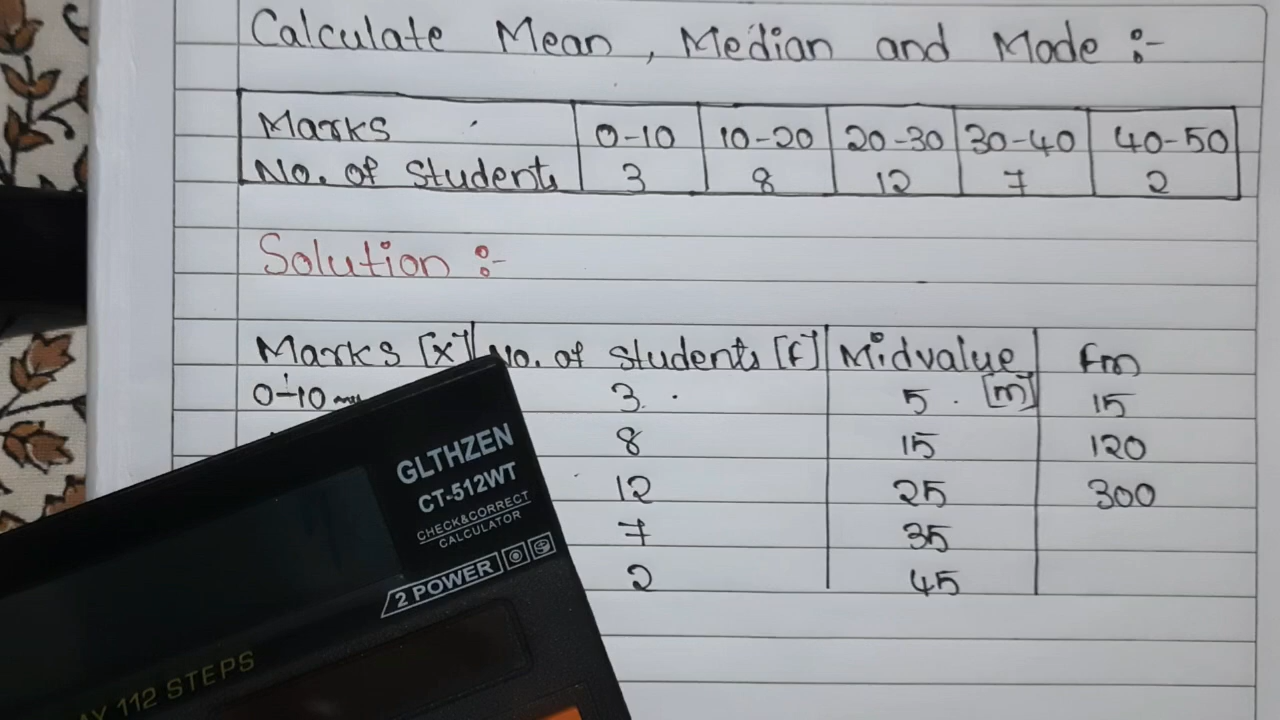 Calculate Mean, Median and Mode :-
Marks 0-10 10-20 20-30 30-40 40-50
No. of Students 3 8 12 7 2
Solution :-
Marks [x] No. of Students [f] Midvalue [m] fm
0-10 3 5 15
8 15 120
12 25 300
7 35
2 45
GLTHZEN
CT-512WT
CHECK&CORRECT
CALCULATOR
2 POWER
112 STEPS